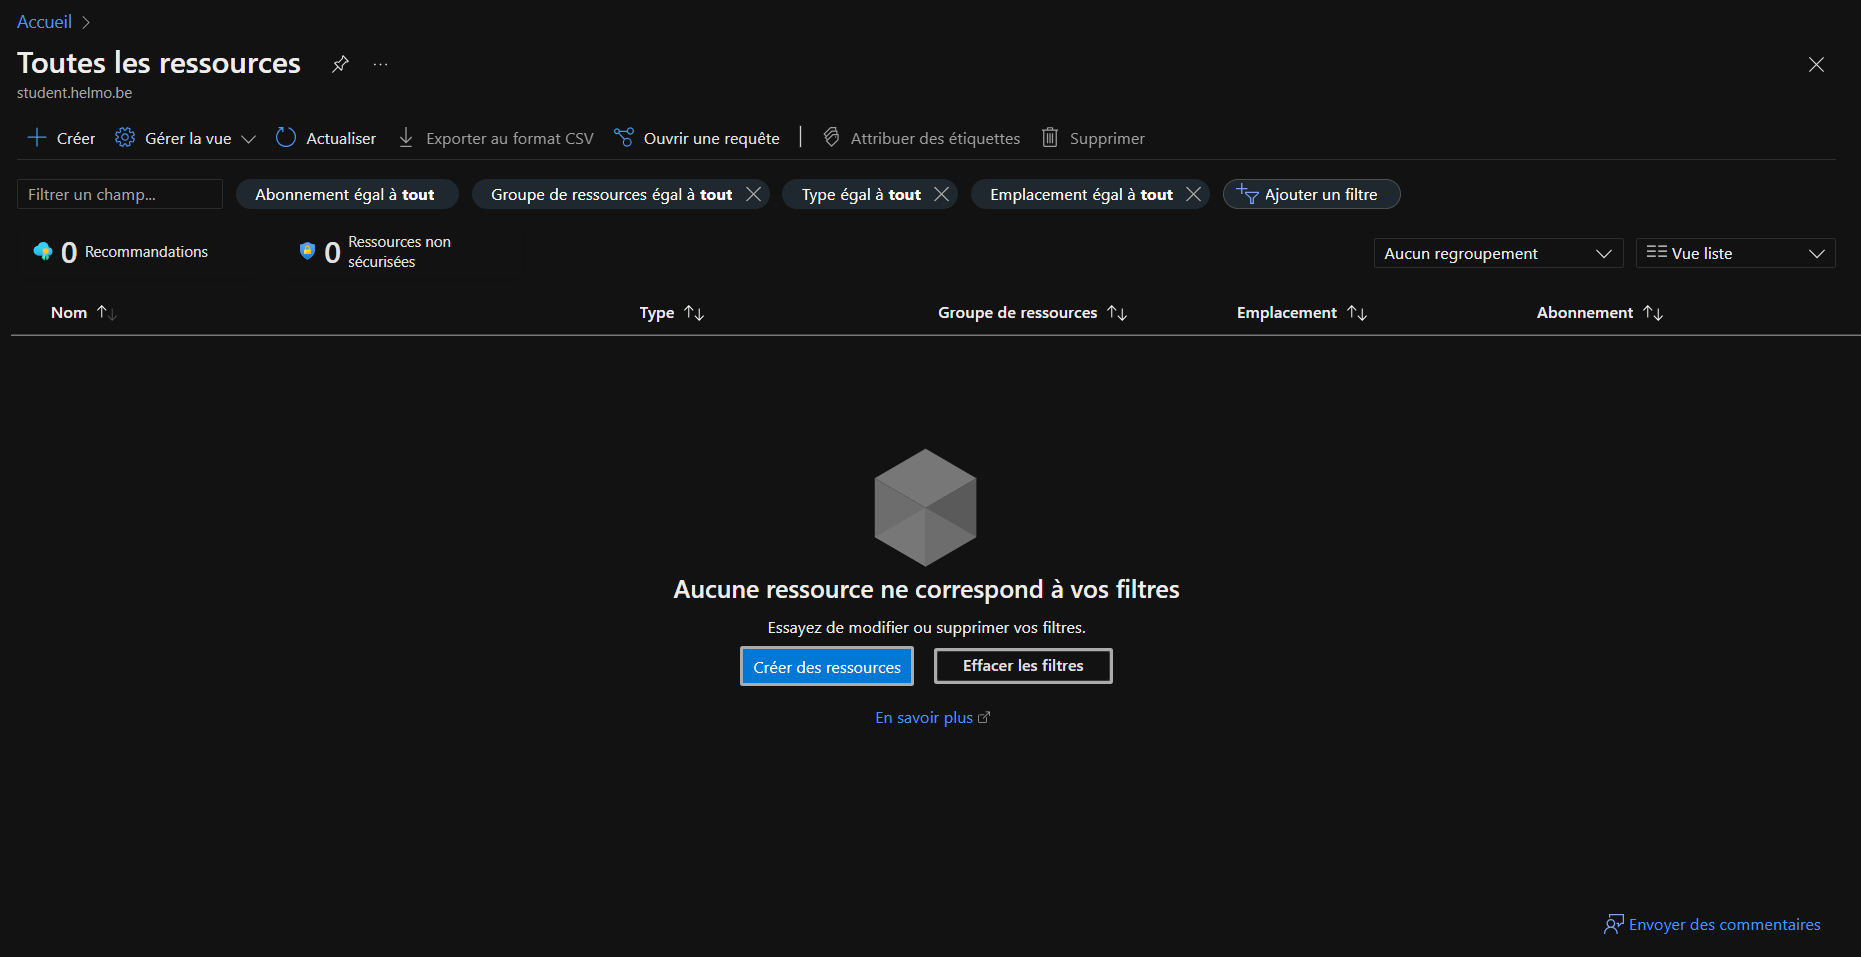 Accueil
Toutes les ressources
student.helmo.be
Créer Gérer la vue Actualiser Exporter au format CSV Ouvrir une requête Attribuer des étiquettes Supprimer
Filtrer un champ... Abonnement égal à tout Groupe de ressources égal à tout Type égal à tout Emplacement égal à tout Ajouter un filtre
0 Recommandations
0 Ressources non
sécurisées
Aucun regroupement Vue liste
Nom Type Groupe de ressources Emplacement Abonnement
Aucune ressource ne correspond à vos filtres
Essayez de modifier ou supprimer vos filtres.
Créer des ressources Effacer les filtres
En savoir plus
Envoyer des commentaires